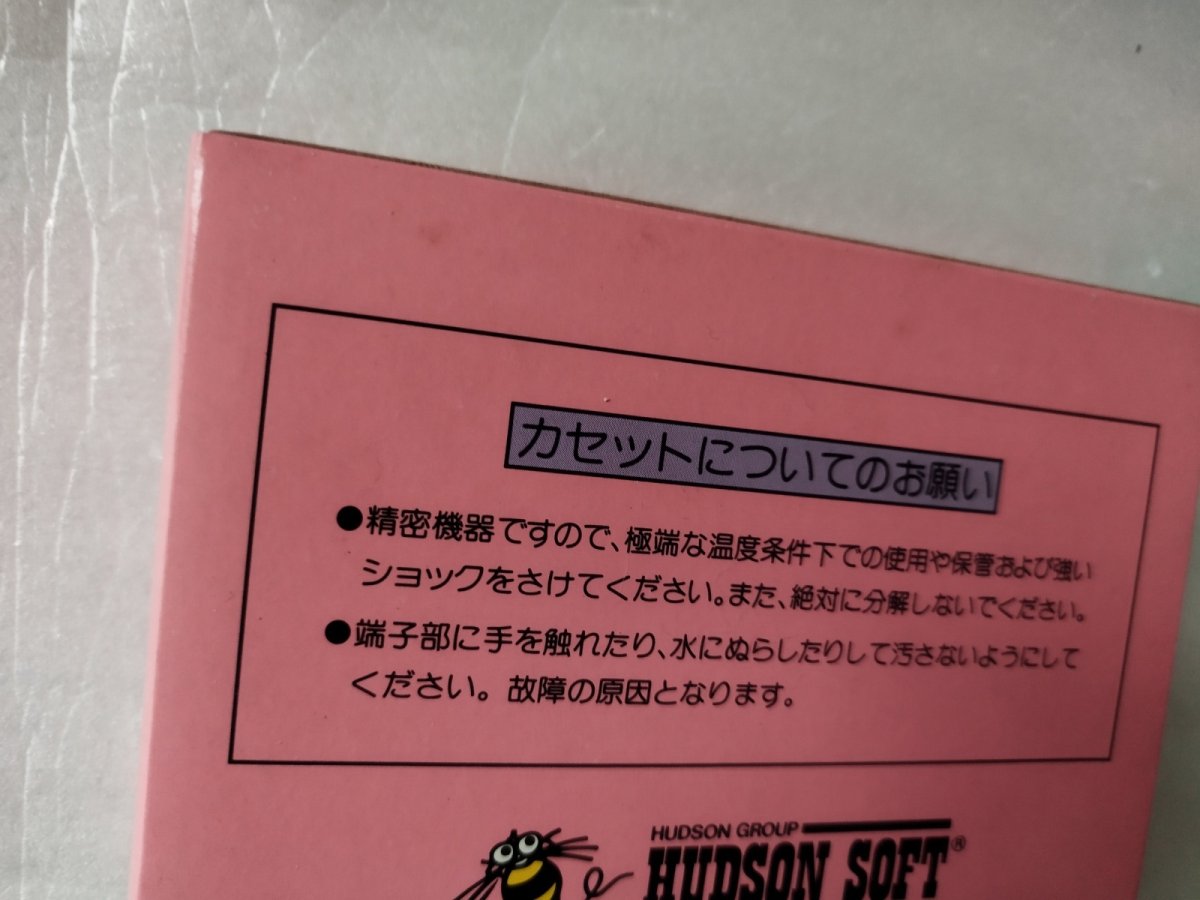 カセットについてのお願い
●精密機器ですので、極端な温度条件下での使用や保管および強い
ショックをさけてください。また、絶対に分解しないでください。
●端子部に手を触れたり、水にぬらしたりして汚さないようにして
ください。故障の原因となります。
HUDSON GROUP
HUDSON SOFT®